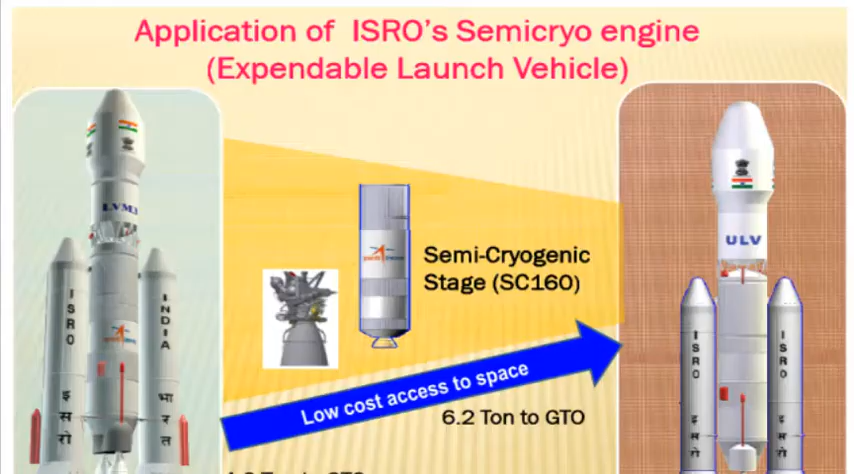 Application of ISRO's Semicryo engine
(Expendable Launch Vehicle)
LVM3
ISRO
इसरो
INDIA
भारत
Semi-Cryogenic
Stage (SC160)
Low cost access to space
6.2 Ton to GTO
ULV
ISRO
इसरो
ISRO
इसरो